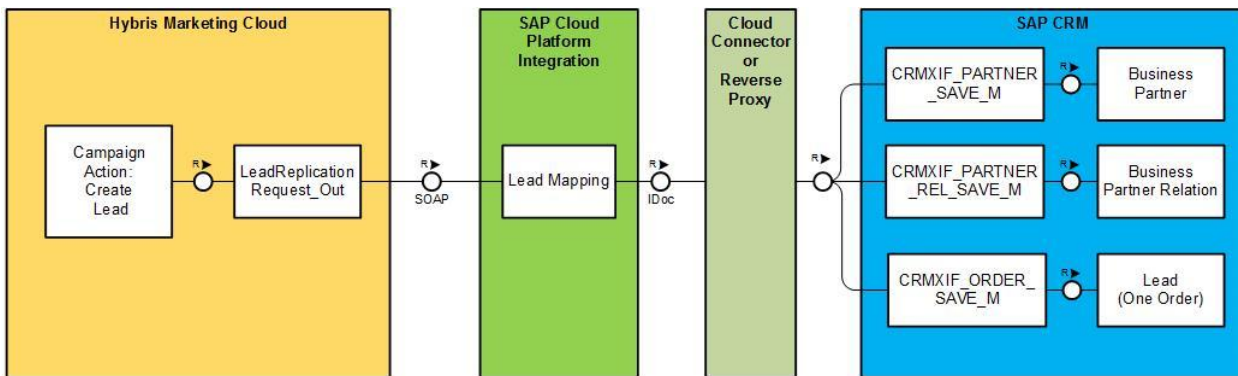 Hybris Marketing Cloud
Campaign
Action:
Create
Lead
R
LeadReplication
Request_Out
R
SOAP
SAP Cloud
Platform
Integration
Lead Mapping
R
IDoc
Cloud
Connector
or
Reverse
Proxy
R
SAP CRM
CRMXIF_PARTNER
_SAVE_M
R
Business
Partner
CRMXIF_PARTNER
_REL_SAVE_M
R
Business
Partner Relation
CRMXIF_ORDER_
SAVE_M
R
Lead
(One Order)